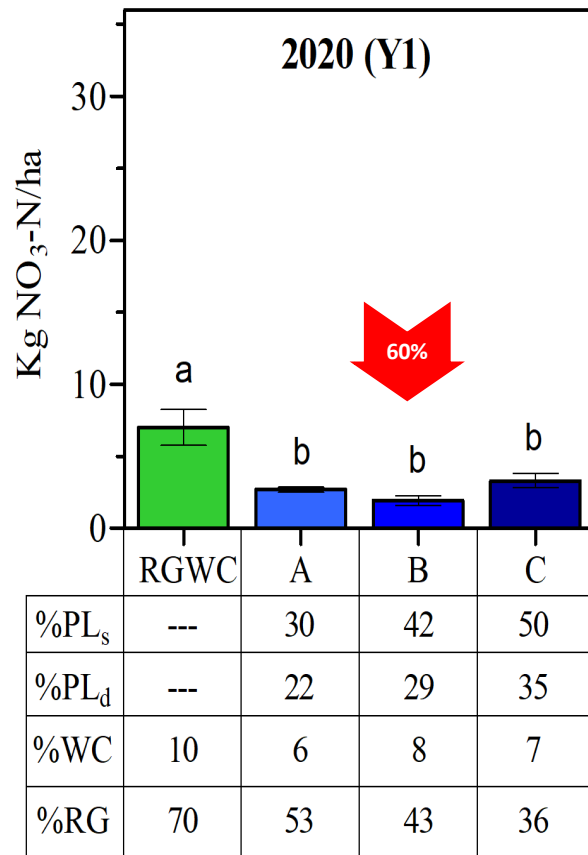 2020 (Y1)
Kg NO₃-N/ha
30
20
10
0
60%
a
b
b
b
RGWC A B C
%PLₛ --- 30 42 50
%PL_d --- 22 29 35
%WC 10 6 8 7
%RG 70 53 43 36